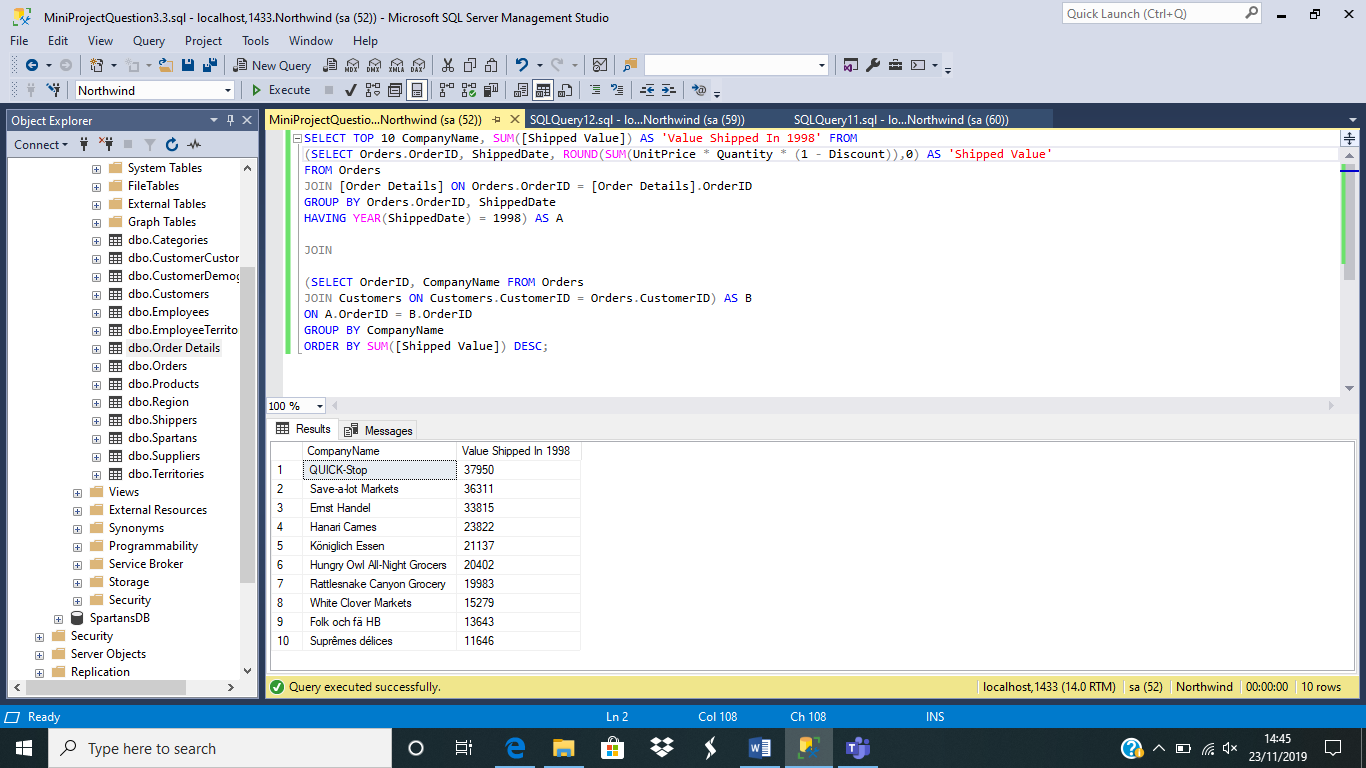 MiniProjectQuestion3.3.sql - localhost,1433.Northwind (sa (52)) - Microsoft SQL Server Management Studio
Quick Launch (Ctrl+Q)
File Edit View Query Project Tools Window Help
New Query MDX DMX XMLA DAX
Northwind Execute
Object Explorer
Connect
System Tables
FileTables
External Tables
Graph Tables
dbo.Categories
dbo.CustomerCustor
dbo.CustomerDemog
dbo.Customers
dbo.Employees
dbo.EmployeeTerrito
dbo.Order Details
dbo.Orders
dbo.Products
dbo.Region
dbo.Shippers
dbo.Spartans
dbo.Suppliers
dbo.Territories
Views
External Resources
Synonyms
Programmability
Service Broker
Storage
Security
SpartansDB
Security
Server Objects
Replication
MiniProjectQuestio...Northwind (sa (52)) SQLQuery12.sql - lo...Northwind (sa (59)) SQLQuery11.sql - lo...Northwind (sa (60))
SELECT TOP 10 CompanyName, SUM([Shipped Value]) AS 'Value Shipped In 1998' FROM
(SELECT Orders.OrderID, ShippedDate, ROUND(SUM(UnitPrice * Quantity * (1 - Discount)),0) AS 'Shipped Value'
FROM Orders
JOIN [Order Details] ON Orders.OrderID = [Order Details].OrderID
GROUP BY Orders.OrderID, ShippedDate
HAVING YEAR(ShippedDate) = 1998) AS A
JOIN
(SELECT OrderID, CompanyName FROM Orders
JOIN Customers ON Customers.CustomerID = Orders.CustomerID) AS B
ON A.OrderID = B.OrderID
GROUP BY CompanyName
ORDER BY SUM([Shipped Value]) DESC;
100 %
Results Messages
CompanyName Value Shipped In 1998
1 QUICK-Stop 37950
2 Save-a-lot Markets 36311
3 Ernst Handel 33815
4 Hanari Carnes 23822
5 Königlich Essen 21137
6 Hungry Owl All-Night Grocers 20402
7 Rattlesnake Canyon Grocery 19983
8 White Clover Markets 15279
9 Folk och fä HB 13643
10 Suprêmes délices 11646
Query executed successfully. localhost,1433 (14.0 RTM) sa (52) Northwind 00:00:00 10 rows
Ready Ln 2 Col 108 Ch 108 INS
Type here to search
14:45
23/11/2019